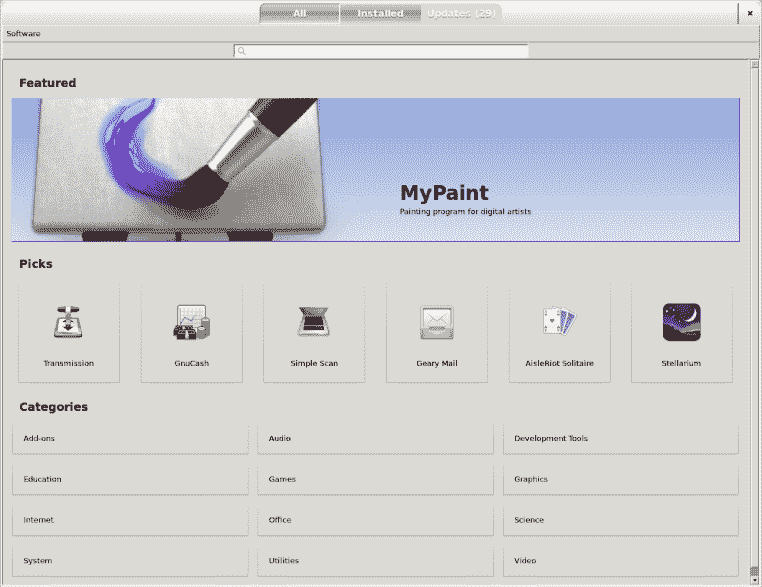 All Installed Updates (29)
Software
Featured
MyPaint
Painting program for digital artists
Picks
Transmission GnuCash Simple Scan Geary Mail AisleRiot Solitaire Stellarium
Categories
Add-ons Audio Development Tools
Education Games Graphics
Internet Office Science
System Utilities Video